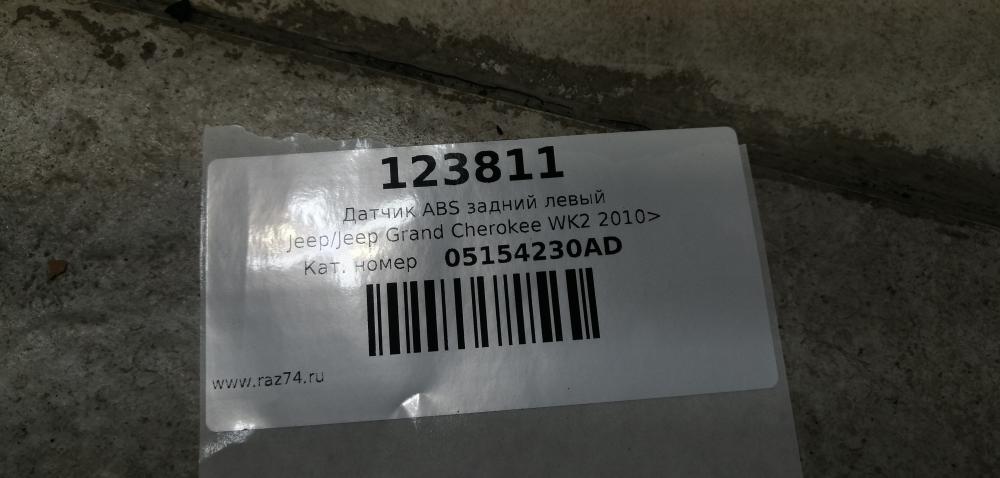 123811
Датчик ABS задний левый
Jeep/Jeep Grand Cherokee WK2 2010>
Кат. номер 05154230AD
www.raz74.ru